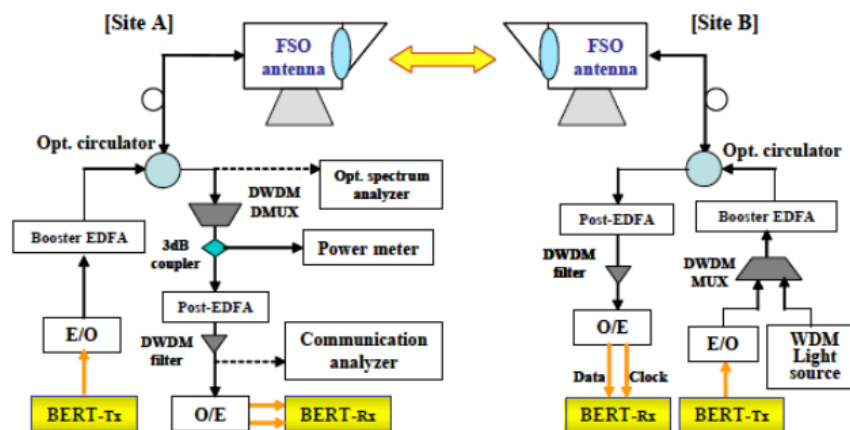 [Site A]
FSO
antenna
Opt. circulator
Opt. spectrum
analyzer
DWDM
DMUX
Booster EDFA
3dB
coupler
Power meter
Post-EDFA
E/O
DWDM
filter
Communication
analyzer
BERT-Tx
O/E
BERT-Rx
[Site B]
FSO
antenna
Opt. circulator
Post-EDFA
Booster EDFA
DWDM
filter
DWDM
MUX
O/E
E/O
WDM
Light
source
Data
Clock
BERT-Rx
BERT-Tx